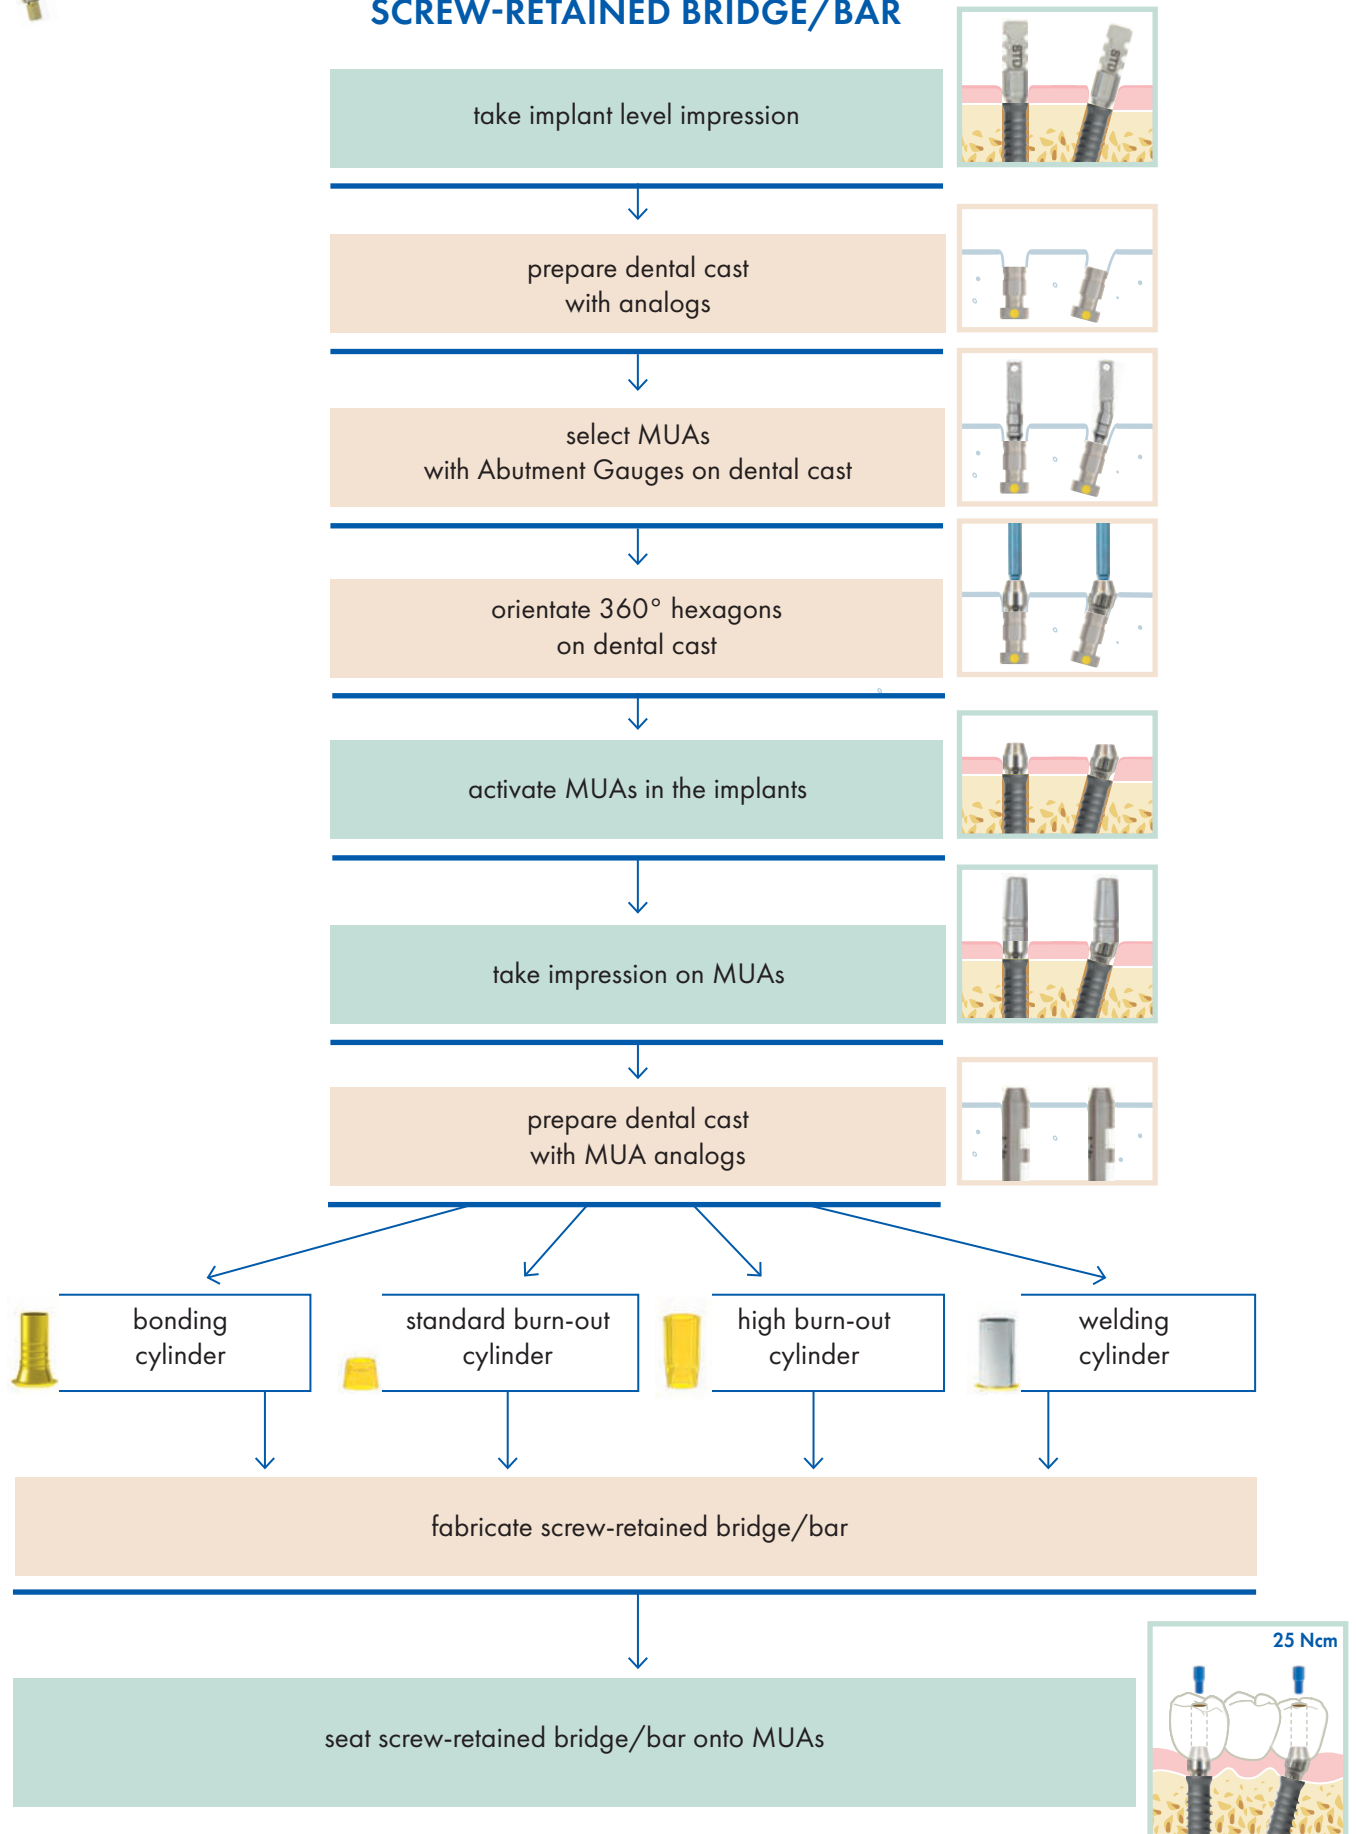 SCREW-RETAINED BRIDGE/BAR
take implant level impression
STD
STD
prepare dental cast
with analogs
select MUAs
with Abutment Gauges on dental cast
orientate 360° hexagons
on dental cast
activate MUAs in the implants
take impression on MUAs
prepare dental cast
with MUA analogs
bonding
cylinder
standard burn-out
cylinder
high burn-out
cylinder
welding
cylinder
fabricate screw-retained bridge/bar
25 Ncm
seat screw-retained bridge/bar onto MUAs